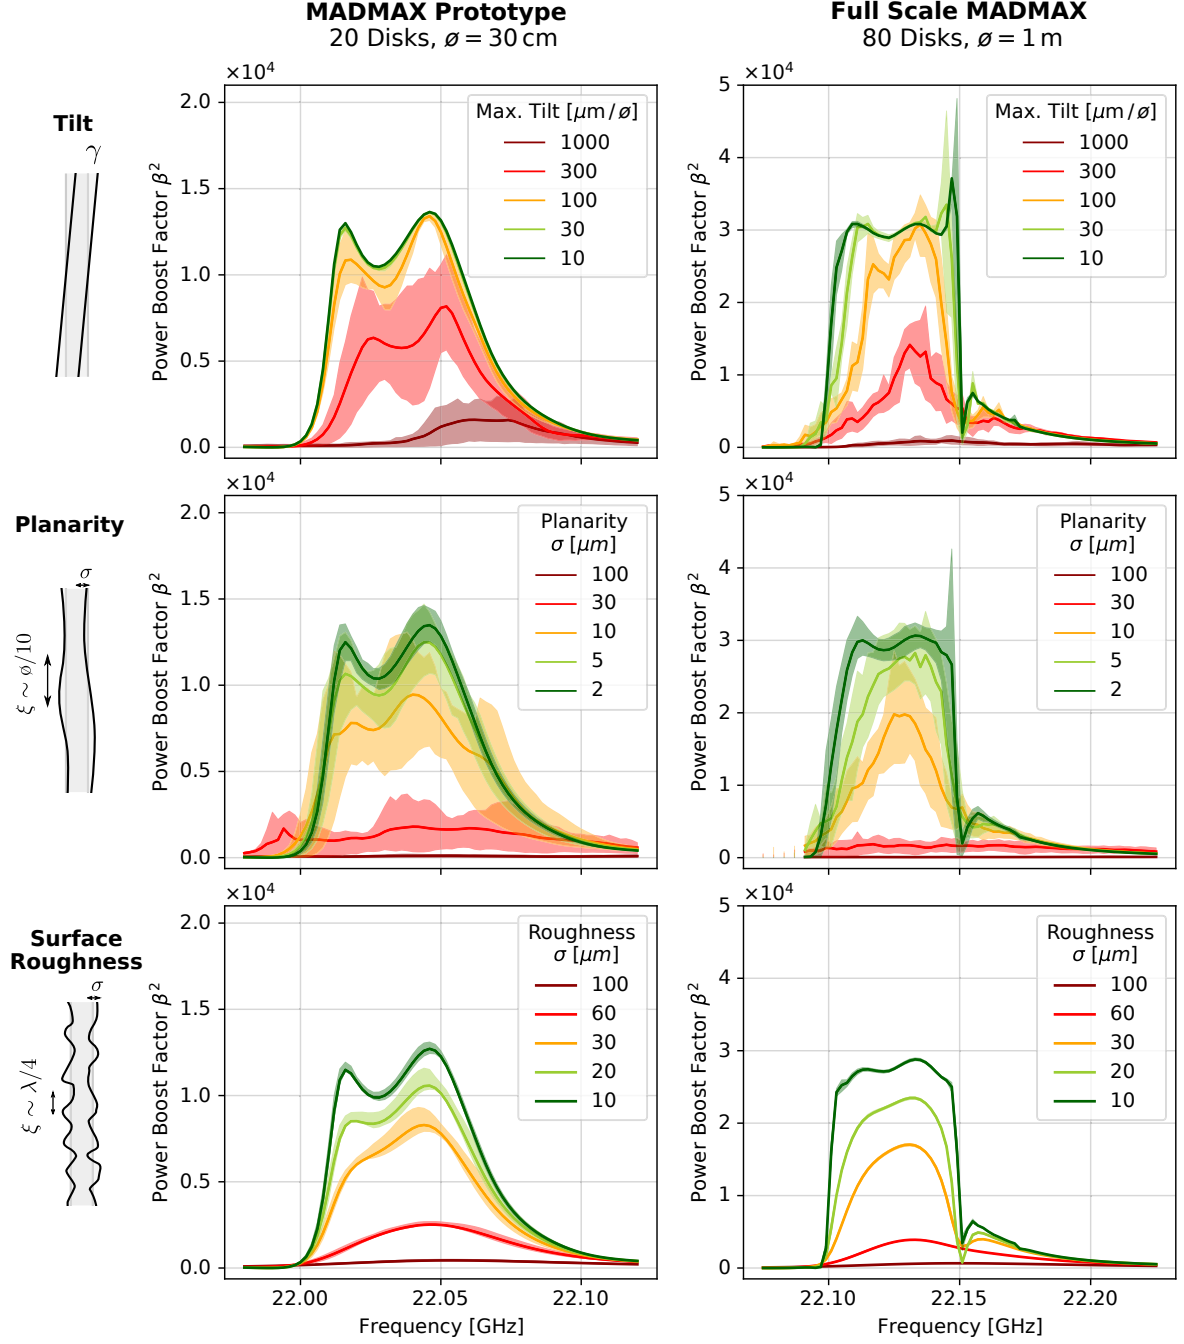 MADMAX Prototype
20 Disks, ø = 30 cm
Full Scale MADMAX
80 Disks, ø = 1 m
Tilt
γ
×10⁴
Power Boost Factor β²
2.0
1.5
1.0
0.5
0.0
Max. Tilt [μm/ø]
1000
300
100
30
10
×10⁴
Power Boost Factor β²
5
4
3
2
1
0
Max. Tilt [μm/ø]
1000
300
100
30
10
Planarity
σ
ξ ∼ ø/10
×10⁴
Power Boost Factor β²
2.0
1.5
1.0
0.5
0.0
Planarity
σ [μm]
100
30
10
5
2
×10⁴
Power Boost Factor β²
5
4
3
2
1
0
Planarity
σ [μm]
100
30
10
5
2
Surface
Roughness
σ
ξ ∼ λ/4
×10⁴
Power Boost Factor β²
2.0
1.5
1.0
0.5
0.0
Roughness
σ [μm]
100
60
30
20
10
22.00 22.05 22.10
Frequency [GHz]
×10⁴
Power Boost Factor β²
5
4
3
2
1
0
Roughness
σ [μm]
100
60
30
20
10
22.10 22.15 22.20
Frequency [GHz]